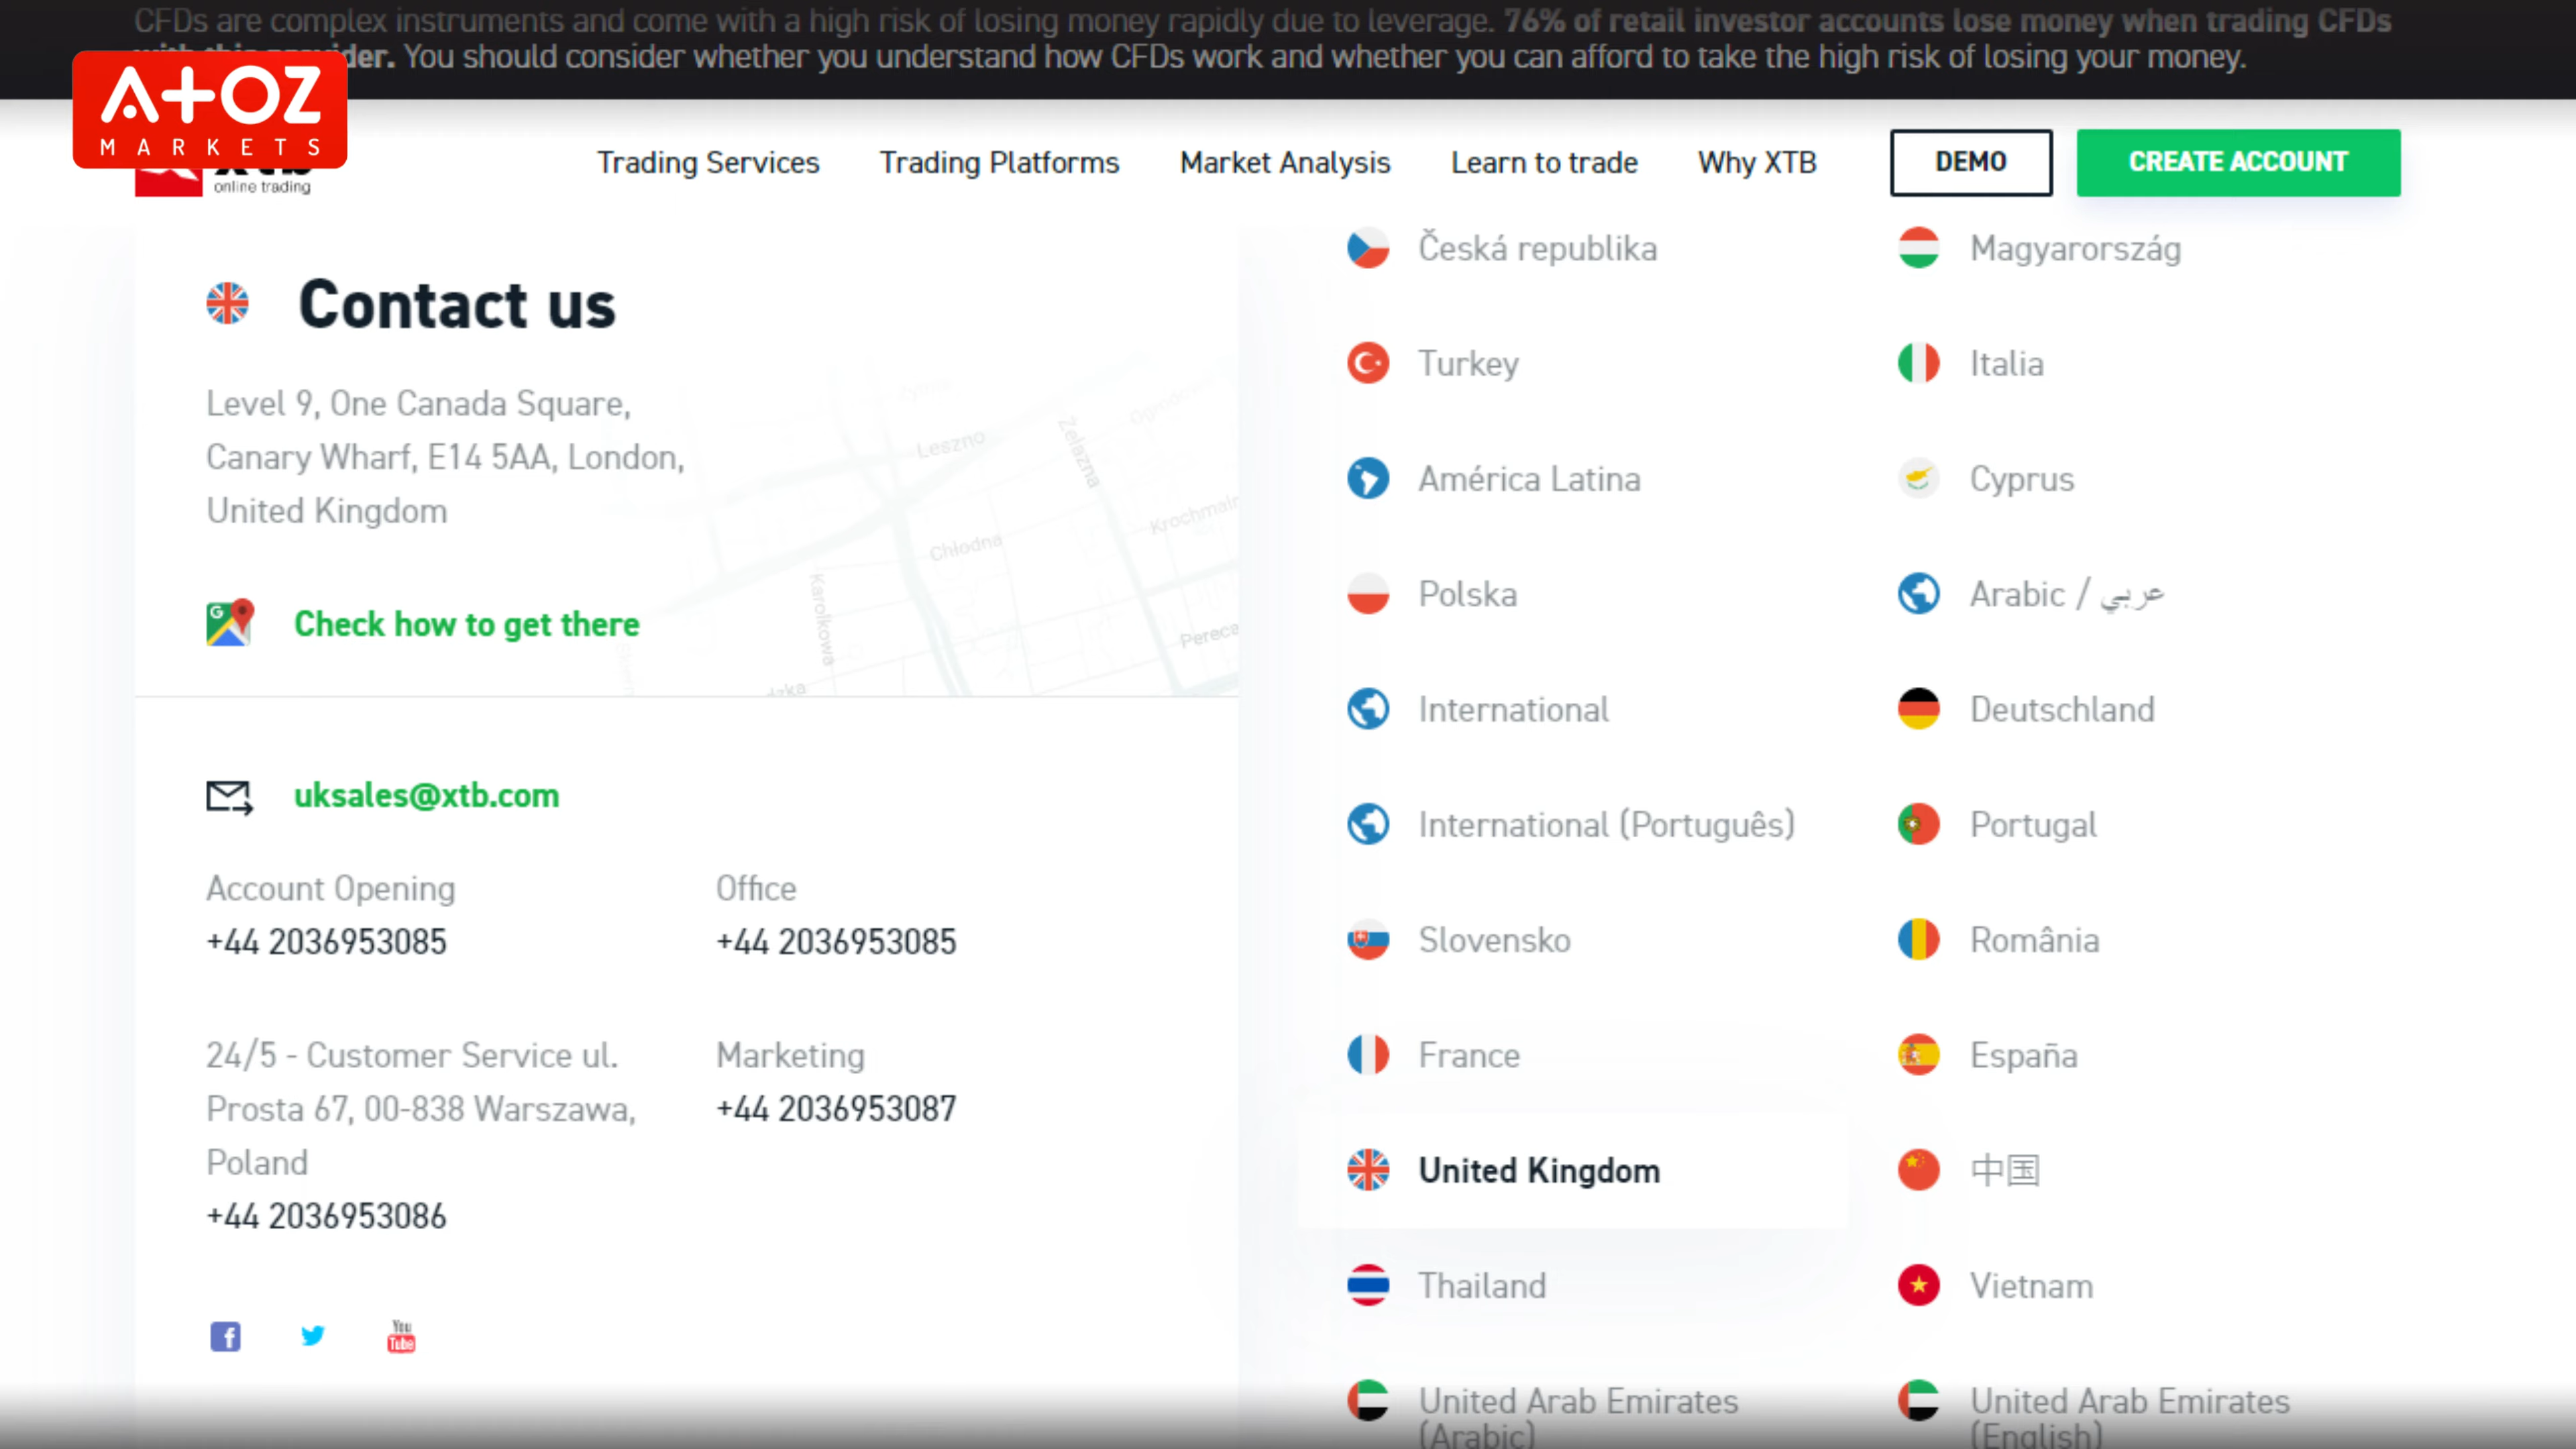 CFDs are complex instruments and come with a high risk of losing money rapidly due to leverage. 76% of retail investor accounts lose money when trading CFDs
You should consider whether you understand how CFDs work and whether you can afford to take the high risk of losing your money.
A+OZ
MARKETS
online trading
Trading Services
Trading Platforms
Market Analysis
Learn to trade
Why XTB
DEMO
CREATE ACCOUNT
Contact us
Level 9, One Canada Square,
Canary Wharf, E14 5AA, London,
United Kingdom
Leszno
Żelazna
Chłodna
Karolkowa
Check how to get there
uksales@xtb.com
Account Opening
+44 2036953085
Office
+44 2036953085
24/5 - Customer Service ul.
Prosta 67, 00-838 Warszawa,
Poland
+44 2036953086
Marketing
+44 2036953087
You
Tube
Česká republika
Magyarország
Turkey
Italia
América Latina
Cyprus
Polska
Arabic / عربي
International
Deutschland
International (Português)
Portugal
Slovensko
România
France
España
United Kingdom
中国
Thailand
Vietnam
United Arab Emirates
(Arabic)
United Arab Emirates
(English)